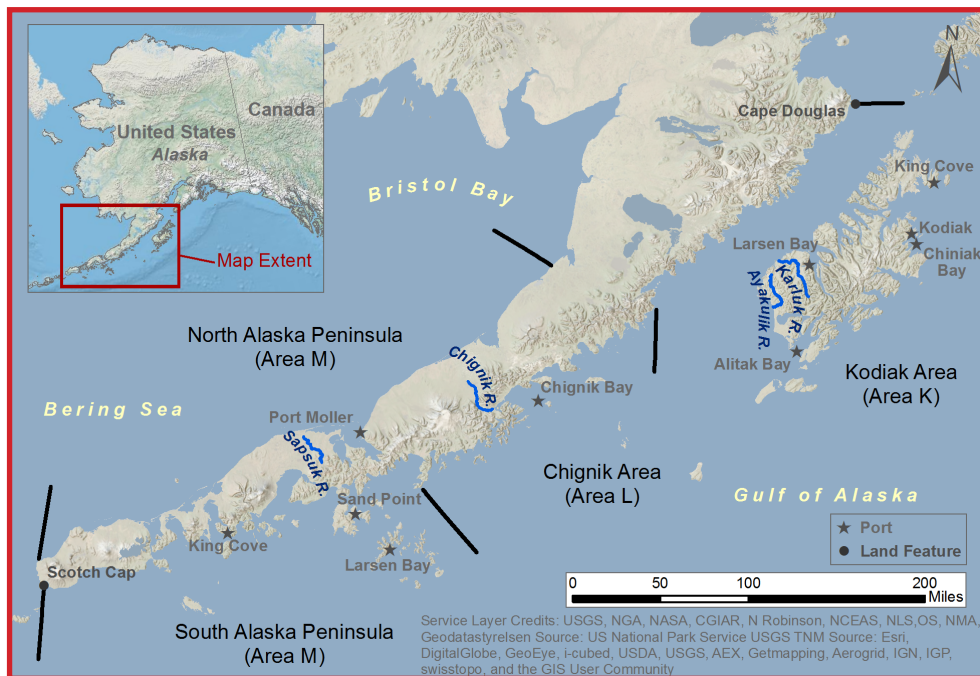 N
Canada
United States
Alaska
Map Extent
Cape Douglas
Bristol Bay
King Cove
Kodiak
Chiniak
Bay
Larsen Bay
Karluk R.
Ayakulik R.
Alitak Bay
Kodiak Area
(Area K)
North Alaska Peninsula
(Area M)
Chignik R.
Chignik Bay
Bering Sea
Port Moller
Sapsuk R.
Sand Point
Chignik Area
(Area L)
Gulf of Alaska
King Cove
Larsen Bay
Scotch Cap
Port
Land Feature
0 50 100 200
Miles
South Alaska Peninsula
(Area M)
Service Layer Credits: USGS, NGA, NASA, CGIAR, N Robinson, NCEAS, NLS,OS, NMA,
Geodatastyrelsen Source: US National Park Service USGS TNM Source: Esri,
DigitalGlobe, GeoEye, i-cubed, USDA, USGS, AEX, Getmapping, Aerogrid, IGN, IGP,
swisstopo, and the GIS User Community